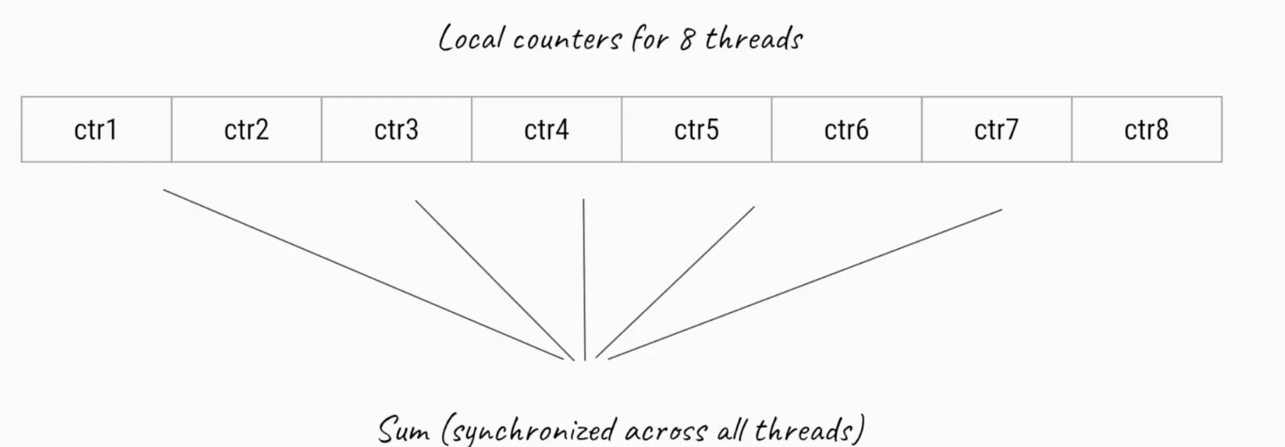 Local counters for 8 threads
ctr1 ctr2 ctr3 ctr4 ctr5 ctr6 ctr7 ctr8
Sum (synchronized across all threads)